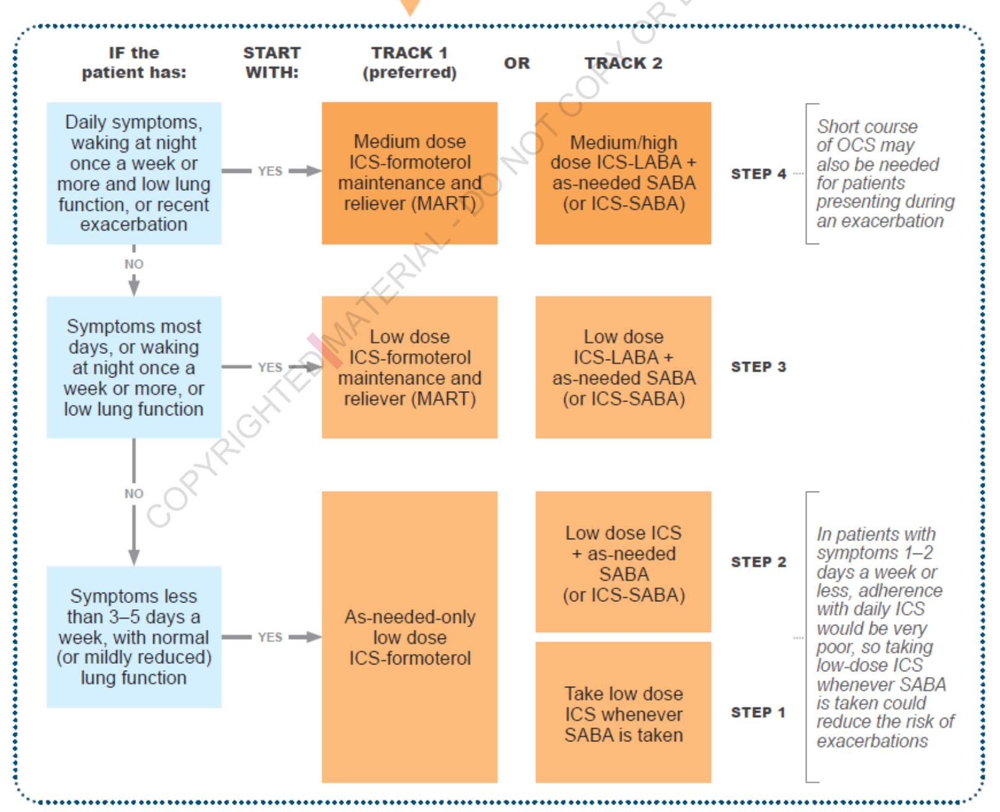 IF the
patient has:
START
WITH:
TRACK 1
(preferred)
OR
TRACK 2
Daily symptoms,
waking at night
once a week or
more and low lung
function, or recent
exacerbation
YES
Medium dose
ICS-formoterol
maintenance and
reliever (MART)
Medium/high
dose ICS-LABA +
as-needed SABA
(or ICS-SABA)
STEP 4
Short course
of OCS may
also be needed
for patients
presenting during
an exacerbation
NO
Symptoms most
days, or waking
at night once a
week or more, or
low lung function
YES
Low dose
ICS-formoterol
maintenance and
reliever (MART)
Low dose
ICS-LABA +
as-needed SABA
(or ICS-SABA)
STEP 3
NO
Symptoms less
than 3–5 days a
week, with normal
(or mildly reduced)
lung function
YES
As-needed-only
low dose
ICS-formoterol
Low dose ICS
+ as-needed
SABA
(or ICS-SABA)
STEP 2
Take low dose
ICS whenever
SABA is taken
STEP 1
In patients with
symptoms 1–2
days a week or
less, adherence
with daily ICS
would be very
poor, so taking
low-dose ICS
whenever SABA
is taken could
reduce the risk of
exacerbations
COPYRIGHTED MATERIAL - DO NOT COPY OR